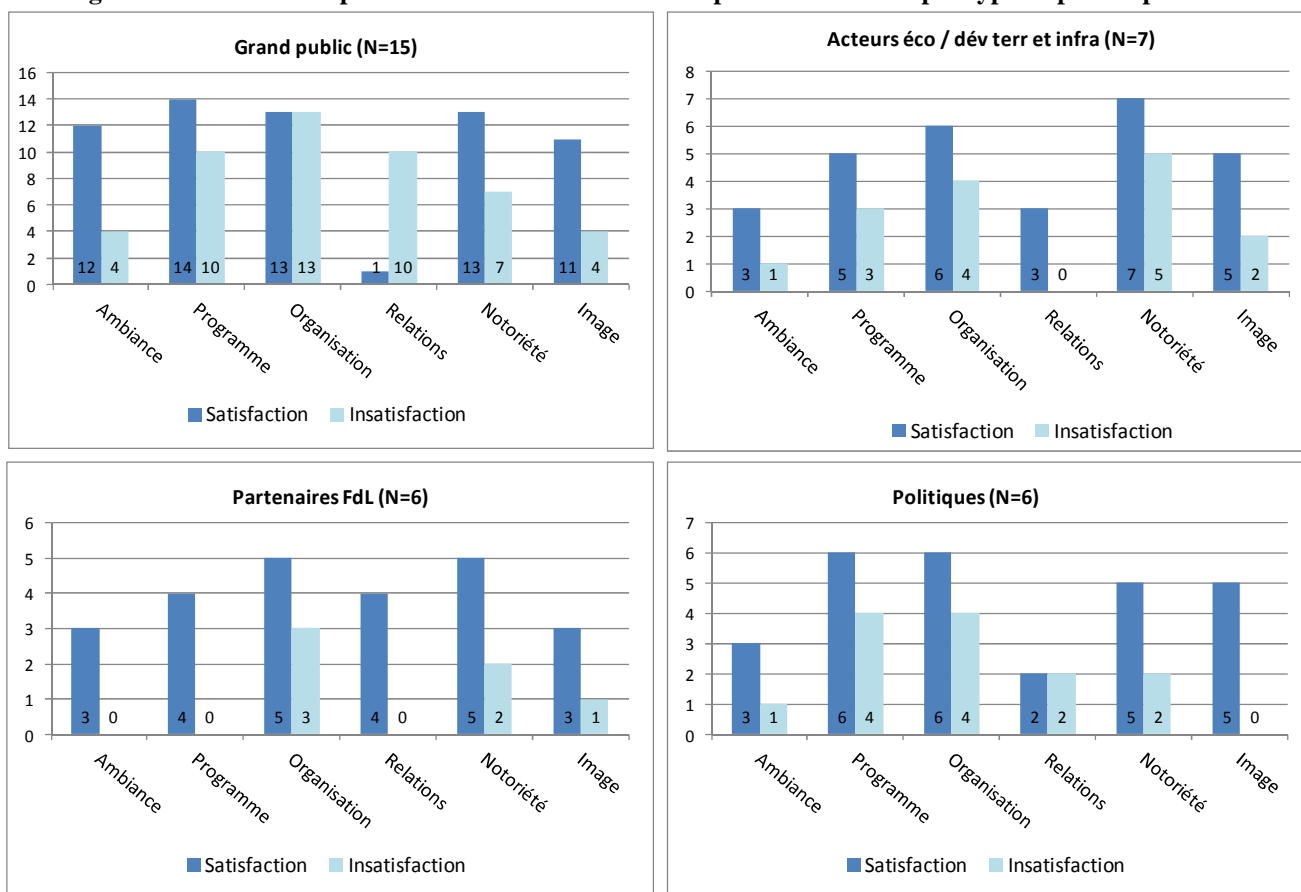 Grand public (N=15)
16
14
12
10
8
6
4
2
0
12 4 14 10 13 13 1 10 13 7 11 4
Ambiance Programme Organisation Relations Notoriété Image
Satisfaction Insatisfaction
Acteurs éco / dév terr et infra (N=7)
8
7
6
5
4
3
2
1
0
3 1 5 3 6 4 3 0 7 5 5 2
Ambiance Programme Organisation Relations Notoriété Image
Satisfaction Insatisfaction
Partenaires FdL (N=6)
6
5
4
3
2
1
0
3 0 4 0 5 3 4 0 5 2 3 1
Ambiance Programme Organisation Relations Notoriété Image
Satisfaction Insatisfaction
Politiques (N=6)
7
6
5
4
3
2
1
0
3 1 6 4 6 4 2 2 5 2 5 0
Ambiance Programme Organisation Relations Notoriété Image
Satisfaction Insatisfaction